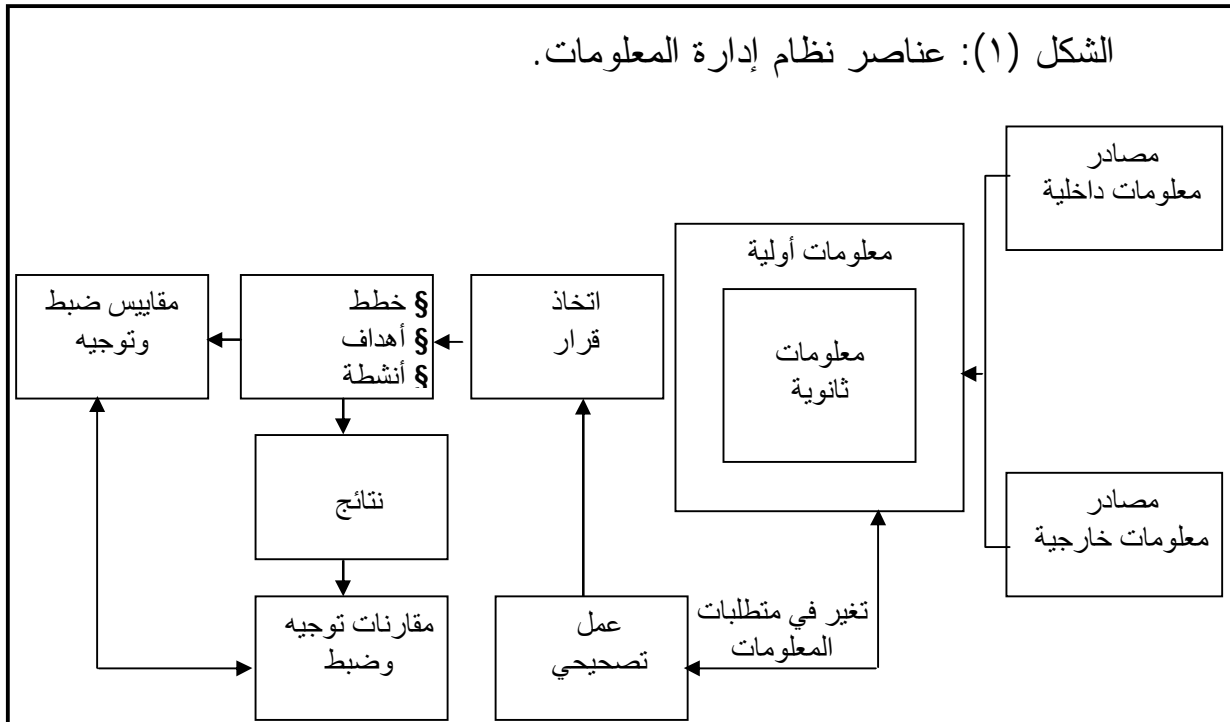 الشكل (١): عناصر نظام إدارة المعلومات.
مصادر
معلومات داخلية
معلومات أولية
معلومات
ثانوية
اتخاذ
قرار
§ خطط
§ أهداف
§ أنشطة
مقاييس ضبط
وتوجيه
نتائج
مصادر
معلومات خارجية
تغير في متطلبات
المعلومات
عمل
تصحيحي
مقارنات توجيه
وضبط